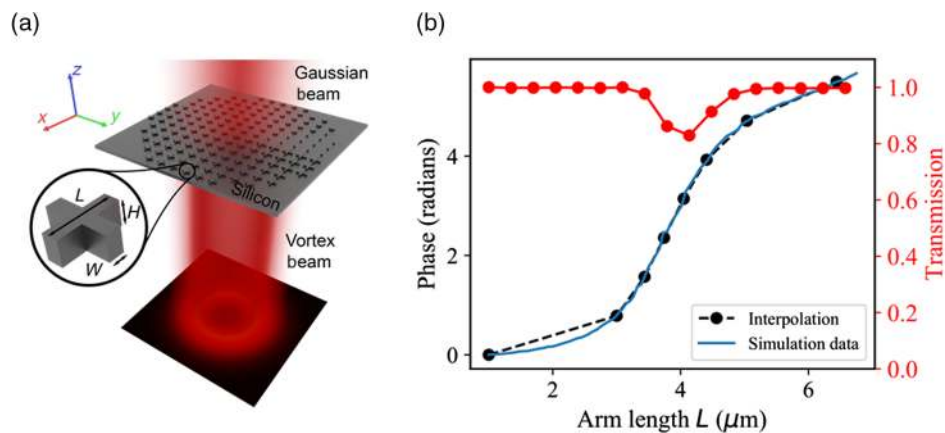 (a)
z
x
y
Gaussian
beam
Silicon
L
H
W
Vortex
beam
(b)
Phase (radians)
4
2
0
1.0
0.8
0.6
0.4
0.2
0.0
Transmission
Interpolation
Simulation data
2
4
6
Arm length L (μm)